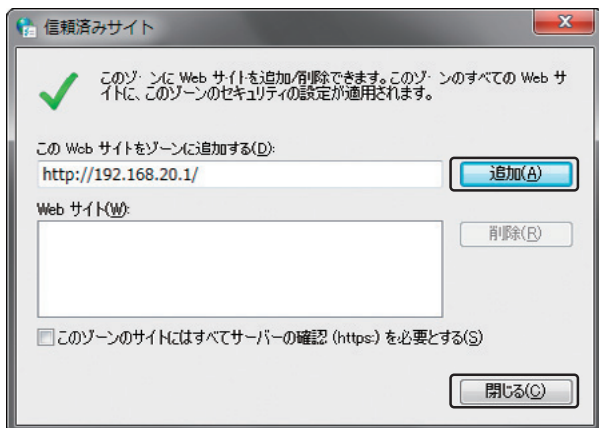 信頼済みサイト
このゾーンに Web サイトを追加/削除できます。このゾーンのすべての Web サ
イトに、このゾーンのセキュリティの設定が適用されます。
この Web サイトをゾーンに追加する(D):
http://192.168.20.1/
追加(A)
Web サイト(W):
削除(R)
このゾーンのサイトにはすべてサーバーの確認 (https:) を必要とする(S)
閉じる(C)